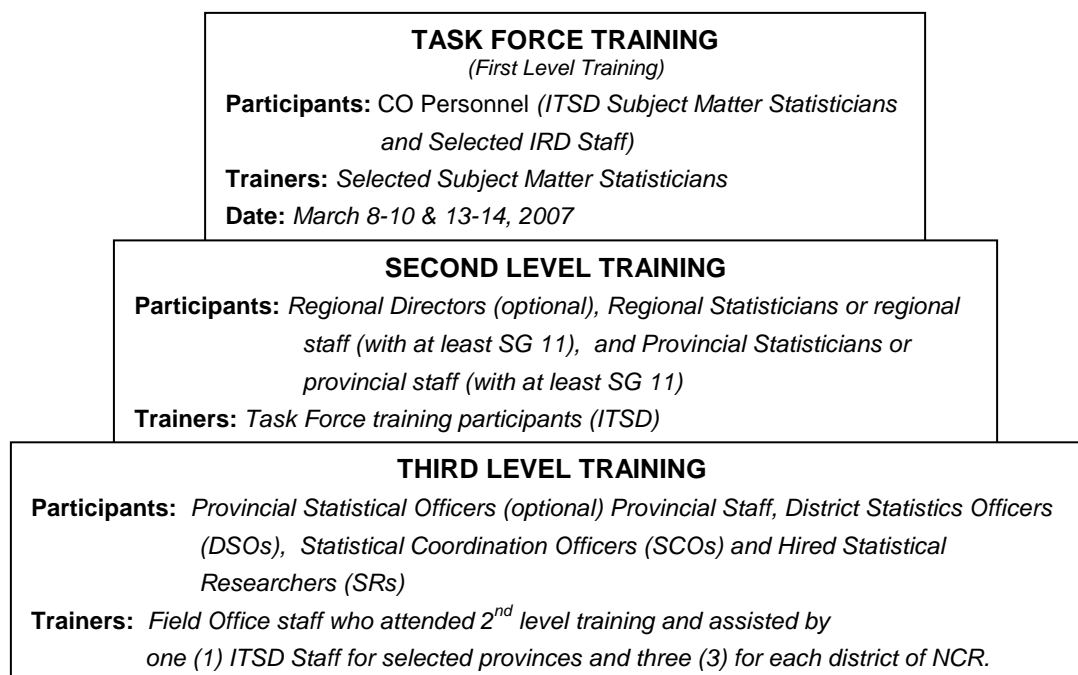 TASK FORCE TRAINING
(First Level Training)
Participants: CO Personnel (ITSD Subject Matter Statisticians
and Selected IRD Staff)
Trainers: Selected Subject Matter Statisticians
Date: March 8-10 & 13-14, 2007
SECOND LEVEL TRAINING
Participants: Regional Directors (optional), Regional Statisticians or regional
staff (with at least SG 11), and Provincial Statisticians or
provincial staff (with at least SG 11)
Trainers: Task Force training participants (ITSD)
THIRD LEVEL TRAINING
Participants: Provincial Statistical Officers (optional) Provincial Staff, District Statistics Officers
(DSOs), Statistical Coordination Officers (SCOs) and Hired Statistical
Researchers (SRs)
Trainers: Field Office staff who attended 2nd level training and assisted by
one (1) ITSD Staff for selected provinces and three (3) for each district of NCR.